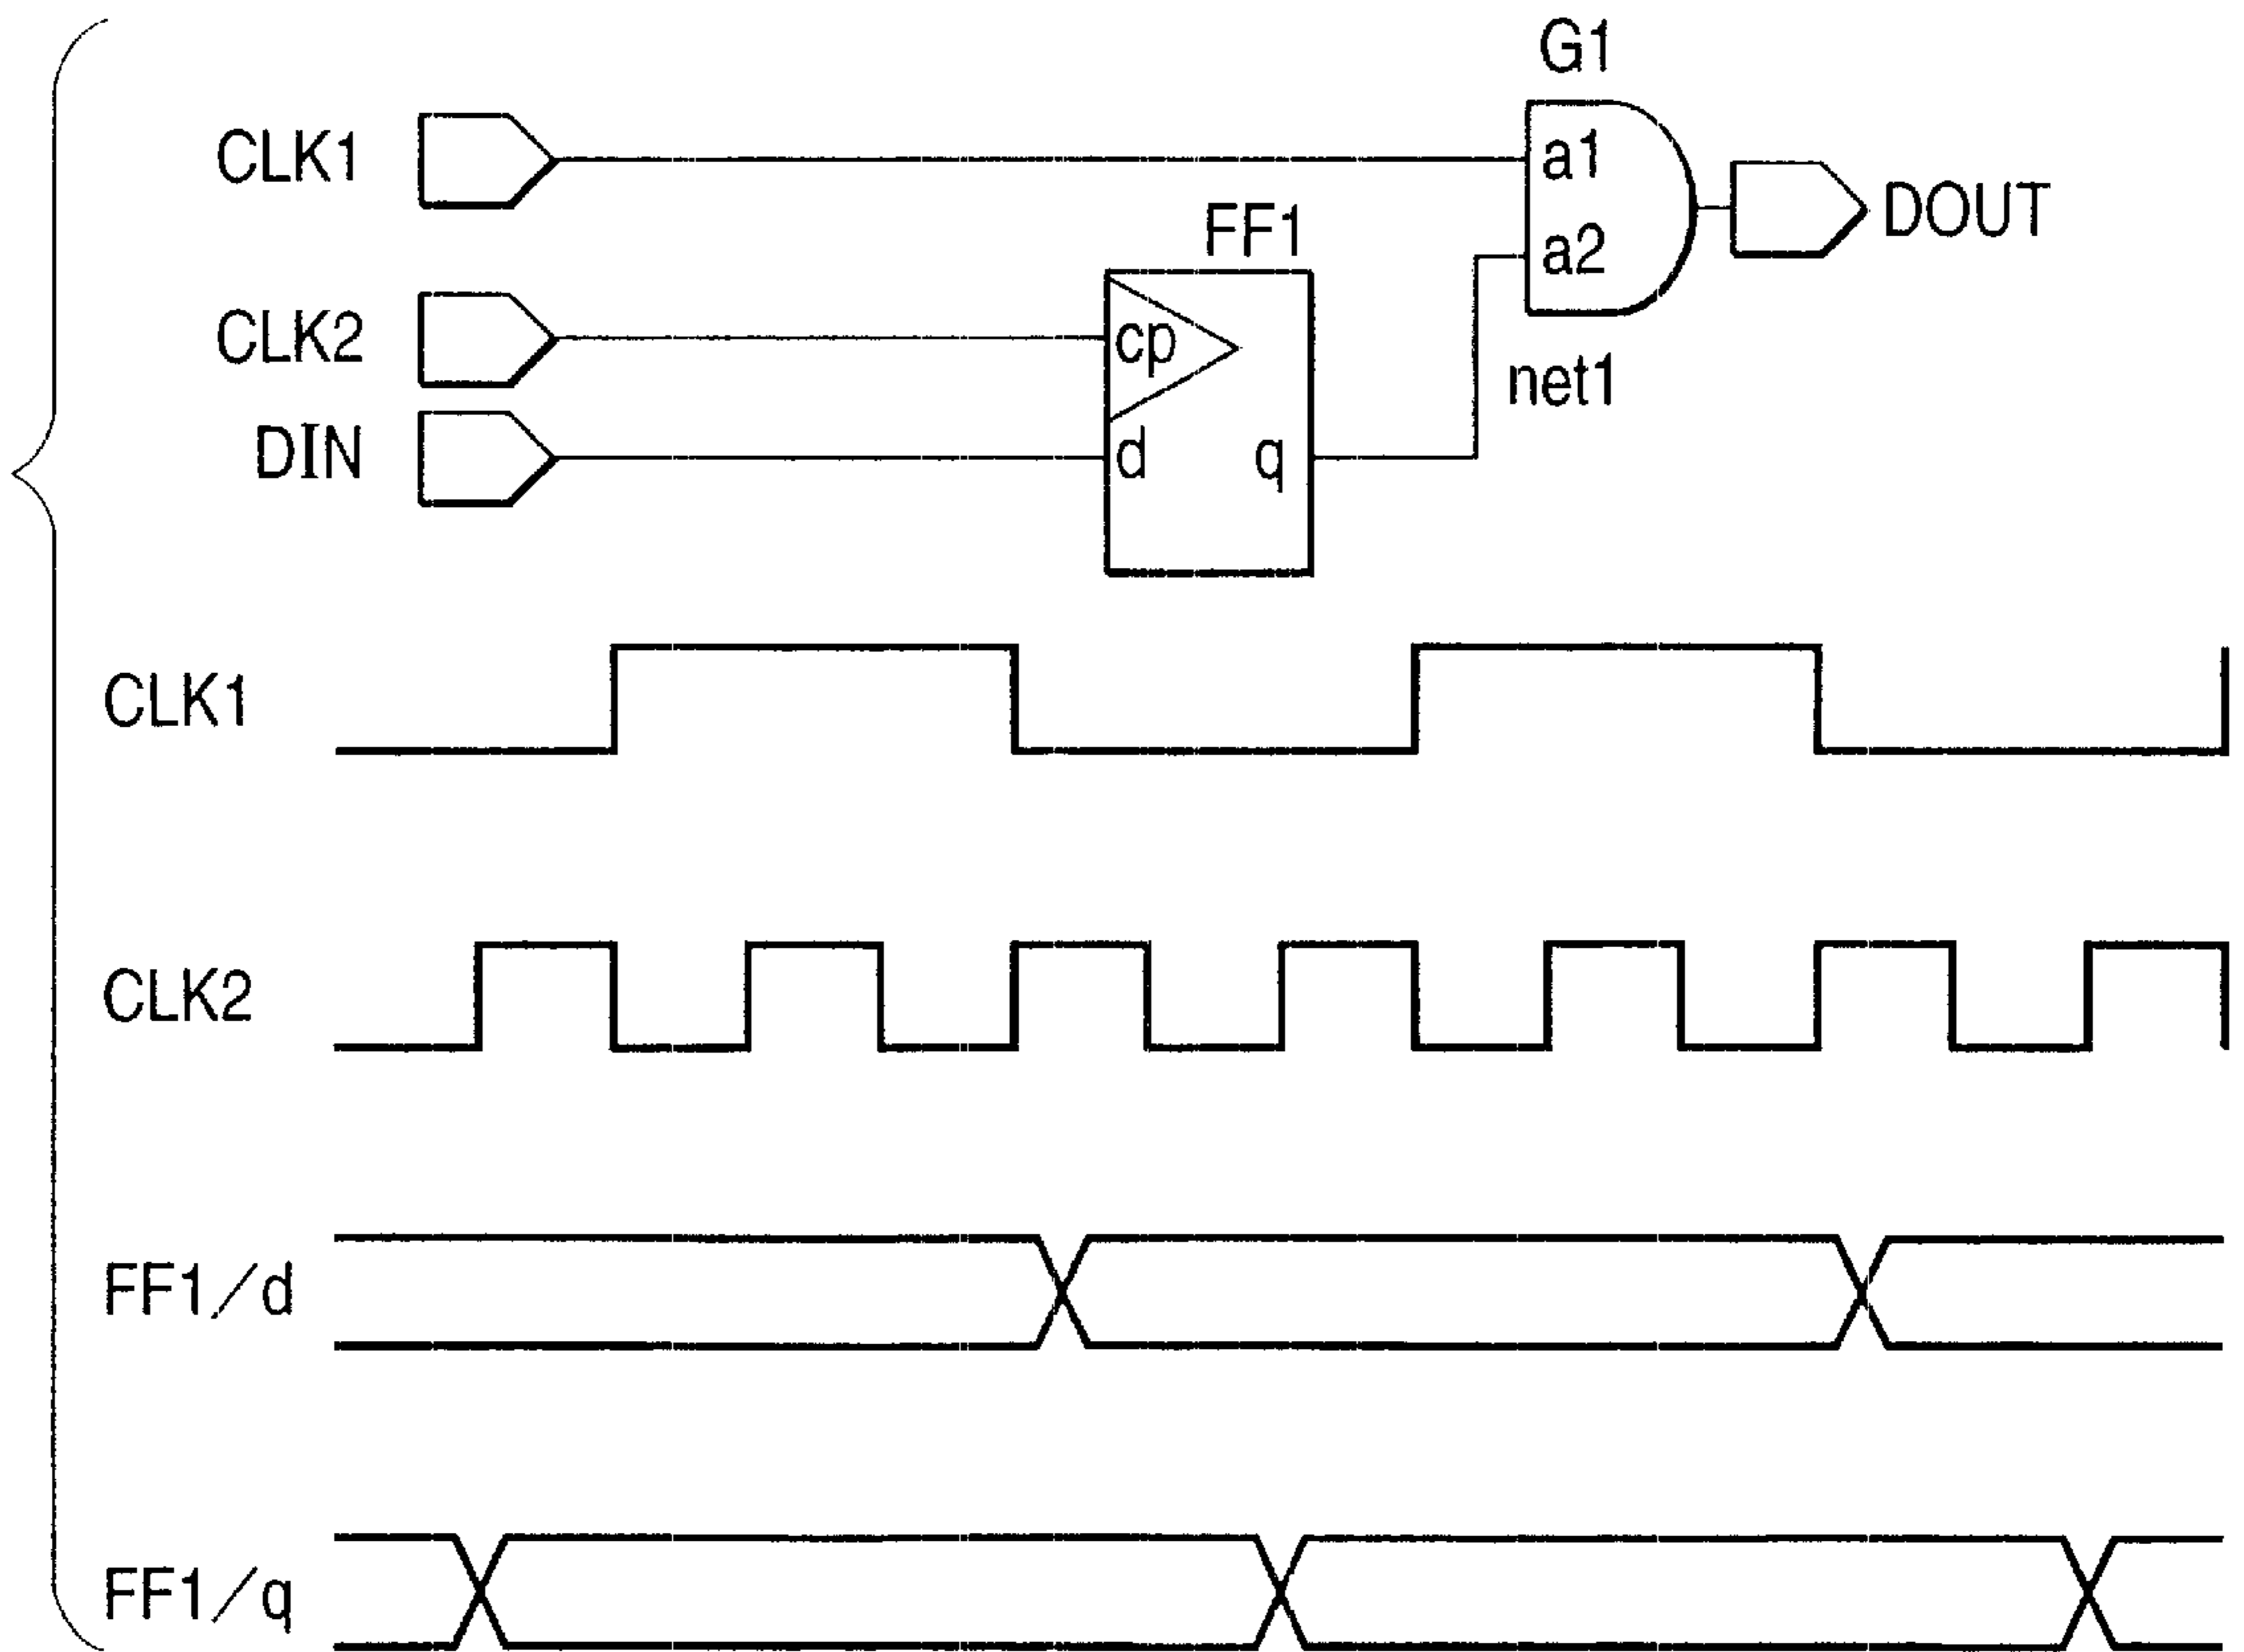 G1
CLK1
a1
FF1
DOUT
a2
CLK2
cp
net1
DIN
d
q
CLK1
CLK2
FF1/d
FF1/q